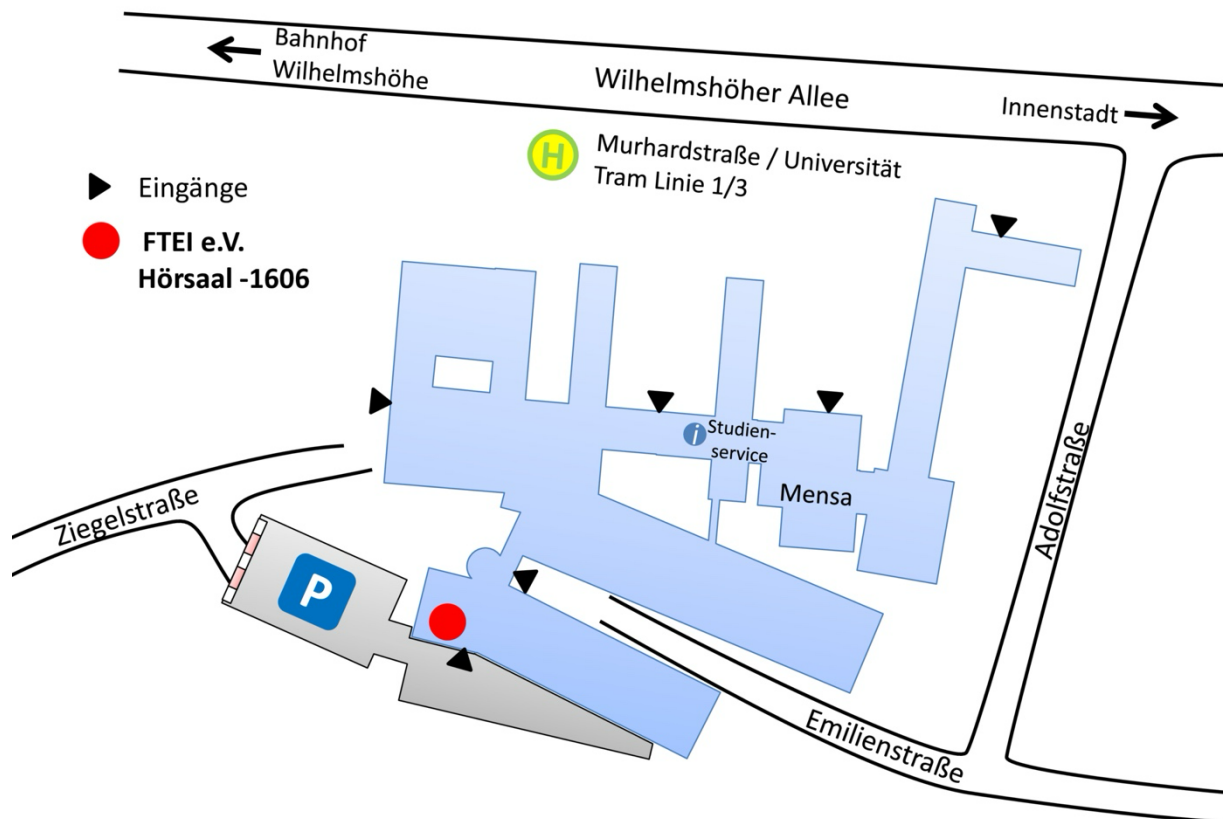 Bahnhof
Wilhelmshöhe
Wilhelmshöher Allee
Innenstadt
H
Murhardstraße / Universität
Tram Linie 1/3
Eingänge
FTEI e.V.
Hörsaal -1606
i
Studien-
service
Mensa
Ziegelstraße
Adolfstraße
P
Emilienstraße